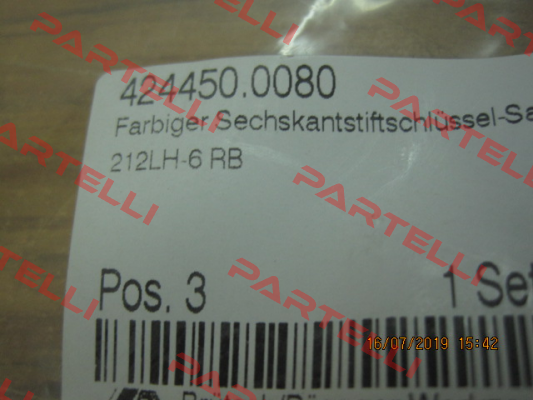 424450.0080
Farbiger Sechskantstiftschlüssel-Sa
212LH-6 RB
Pos. 3 1 Set
16/07/2019 15:42
PARTELLI
PARTELLI
PARTELLI
PARTELLI
PARTELLI